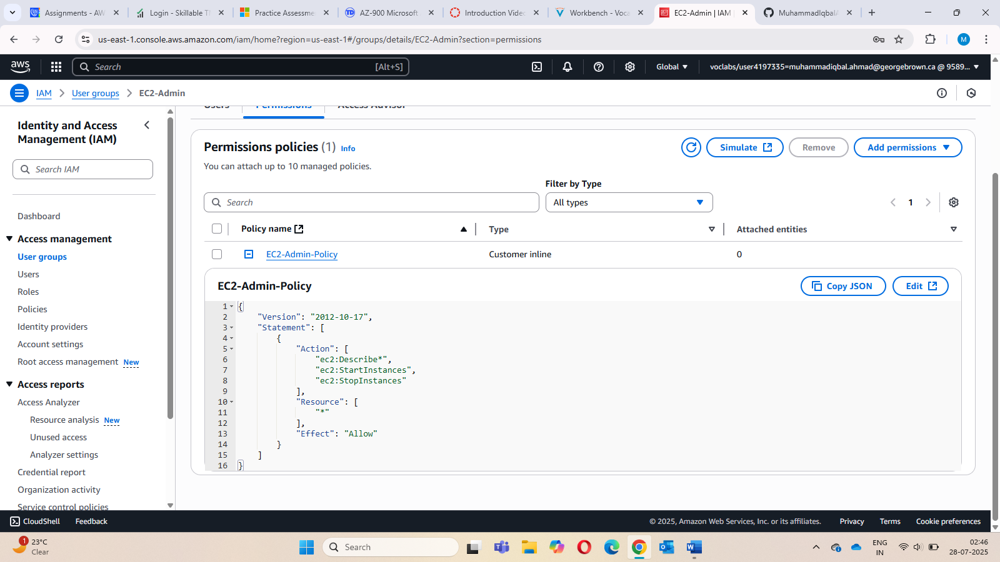 Assignments - AW
Login - Skillable T
Practice Assessme
AZ-900 Microsoft
Introduction Video
Workbench - Voca
EC2-Admin | IAM
MuhammadIqbalA
us-east-1.console.aws.amazon.com/iam/home?region=us-east-1#/groups/details/EC2-Admin?section=permissions
M
aws
Search
[Alt+S]
Global
voclabs/user4197335=muhammadiqbal.ahmad@georgebrown.ca @ 9589...
IAM
User groups
EC2-Admin
Users
Permissions
Access Advisor
Identity and Access
Management (IAM)
Search IAM
Dashboard
Access management
User groups
Users
Roles
Policies
Identity providers
Account settings
Root access management New
Access reports
Access Analyzer
Resource analysis New
Unused access
Analyzer settings
Credential report
Organization activity
Service control policies
Permissions policies (1) Info
Simulate
Remove
Add permissions
You can attach up to 10 managed policies.
Filter by Type
Search
All types
1
Policy name
Type
Attached entities
EC2-Admin-Policy
Customer inline
0
EC2-Admin-Policy
Copy JSON
Edit
1 {
2 "Version": "2012-10-17",
3 "Statement": [
4 {
5 "Action": [
6 "ec2:Describe*",
7 "ec2:StartInstances",
8 "ec2:StopInstances"
9 ],
10 "Resource": [
11 "*"
12 ],
13 "Effect": "Allow"
14 }
15 ]
16 }
CloudShell
Feedback
© 2025, Amazon Web Services, Inc. or its affiliates.
Privacy
Terms
Cookie preferences
1
23°C
Clear
Search
ENG
IN
02:46
28-07-2025